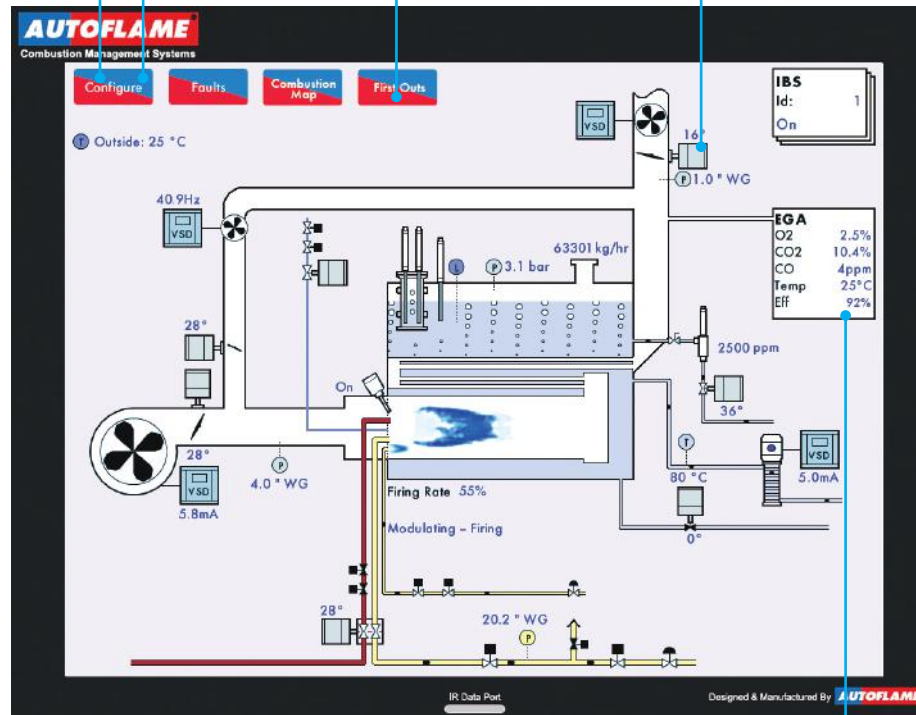 AUTOFLAME
Combustion Management Systems
Configure
Faults
Combustion
Map
First Outs
IBS
Id: 1
On
T Outside: 25 °C
VSD
16°
P 1.0 " WG
40.9Hz
VSD
EGA
O2 2.5%
CO2 10.4%
CO 4ppm
Temp 25°C
Eff 92%
63301 kg/hr
L
P 3.1 bar
28°
2500 ppm
On
36°
28°
P
4.0 " WG
T
80 °C
VSD
5.0mA
VSD
5.8mA
Firing Rate 55%
Modulating – Firing
0°
28°
20.2 " WG
P
IR Data Port
Designed & Manufactured By AUTOFLAME